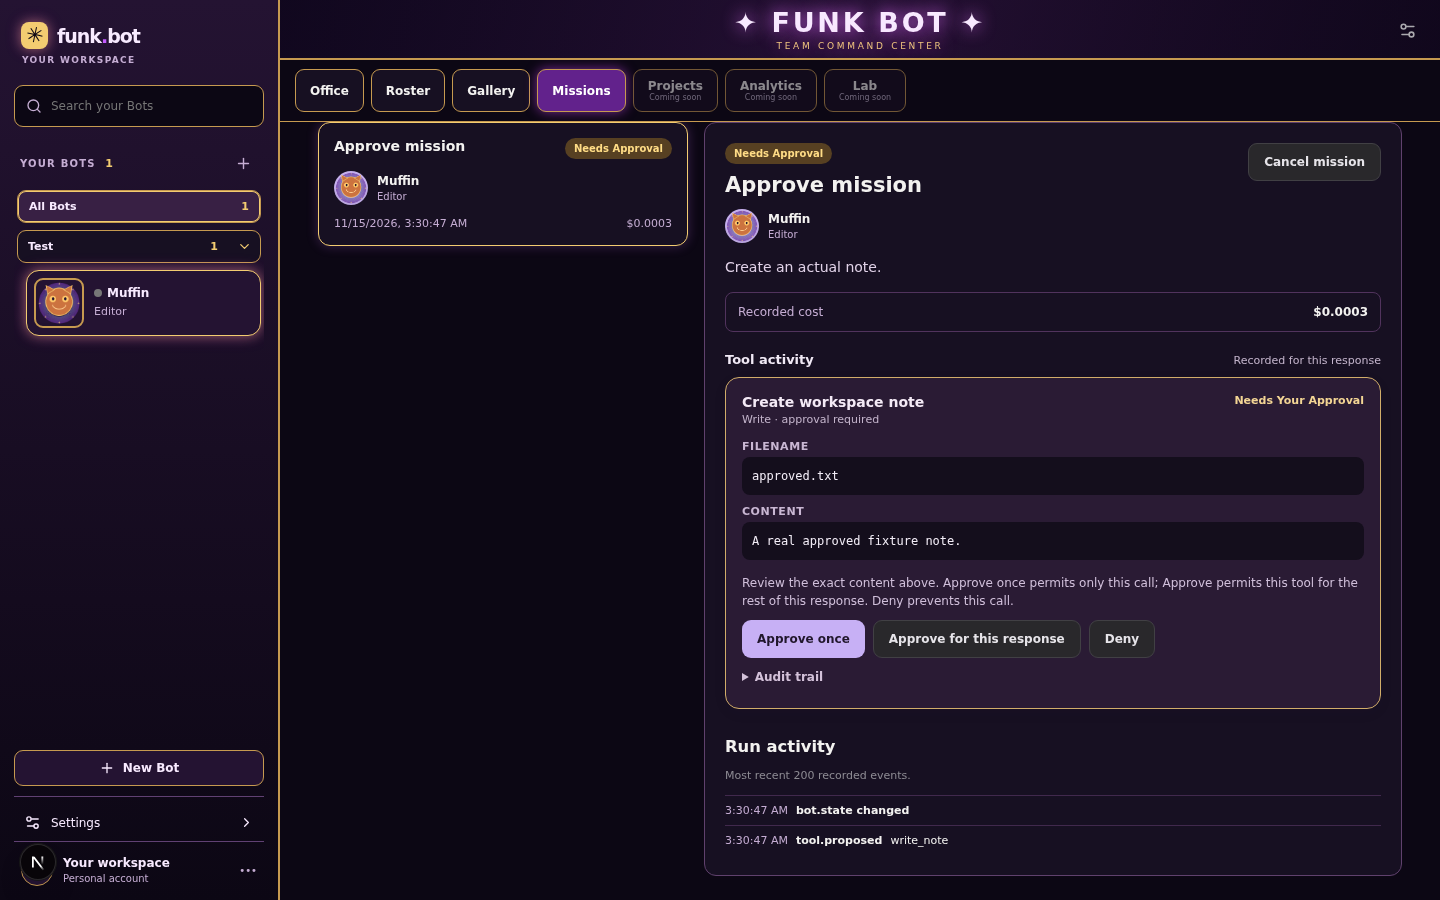 funk.bot
YOUR WORKSPACE
Search your Bots
YOUR BOTS 1
All Bots 1
Test 1
Muffin
Editor
New Bot
Settings
N
Your workspace
Personal account
✦ FUNK BOT ✦
TEAM COMMAND CENTER
Office
Roster
Gallery
Missions
Projects
Coming soon
Analytics
Coming soon
Lab
Coming soon
Approve mission
Needs Approval
Muffin
Editor
11/15/2026, 3:30:47 AM $0.0003
Needs Approval
Cancel mission
Approve mission
Muffin
Editor
Create an actual note.
Recorded cost $0.0003
Tool activity Recorded for this response
Create workspace note Needs Your Approval
Write · approval required
FILENAME
approved.txt
CONTENT
A real approved fixture note.
Review the exact content above. Approve once permits only this call; Approve permits this tool for the
rest of this response. Deny prevents this call.
Approve once
Approve for this response
Deny
Audit trail
Run activity
Most recent 200 recorded events.
3:30:47 AM bot.state changed
3:30:47 AM tool.proposed write_note